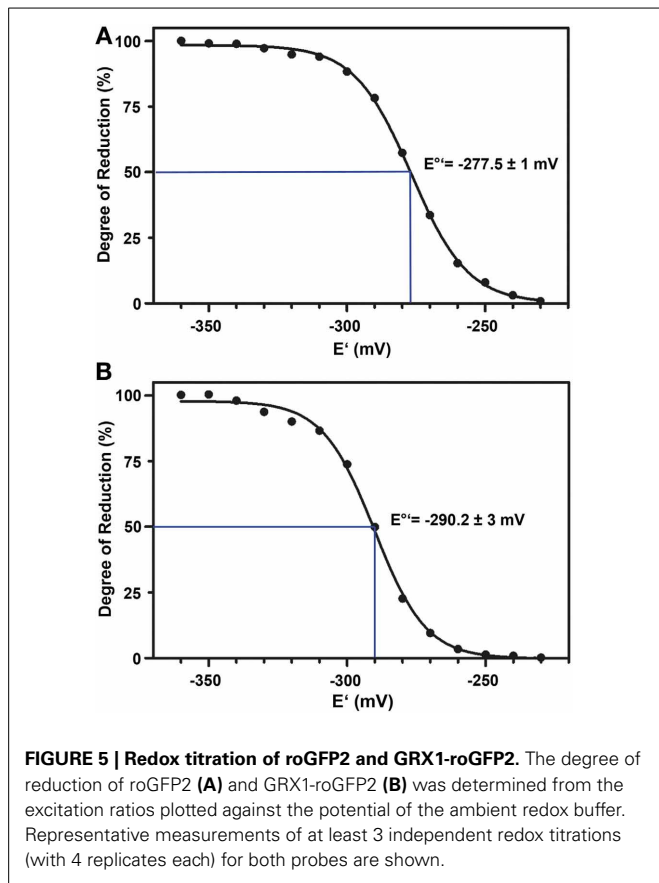 A
100
75
50
25
0
Degree of Reduction (%)
E°‘= -277.5 ± 1 mV
-350
-300
-250
E‘ (mV)
B
100
75
50
25
0
Degree of Reduction (%)
E°‘= -290.2 ± 3 mV
-350
-300
-250
E‘ (mV)
FIGURE 5 | Redox titration of roGFP2 and GRX1-roGFP2. The degree of
reduction of roGFP2 (A) and GRX1-roGFP2 (B) was determined from the
excitation ratios plotted against the potential of the ambient redox buffer.
Representative measurements of at least 3 independent redox titrations
(with 4 replicates each) for both probes are shown.